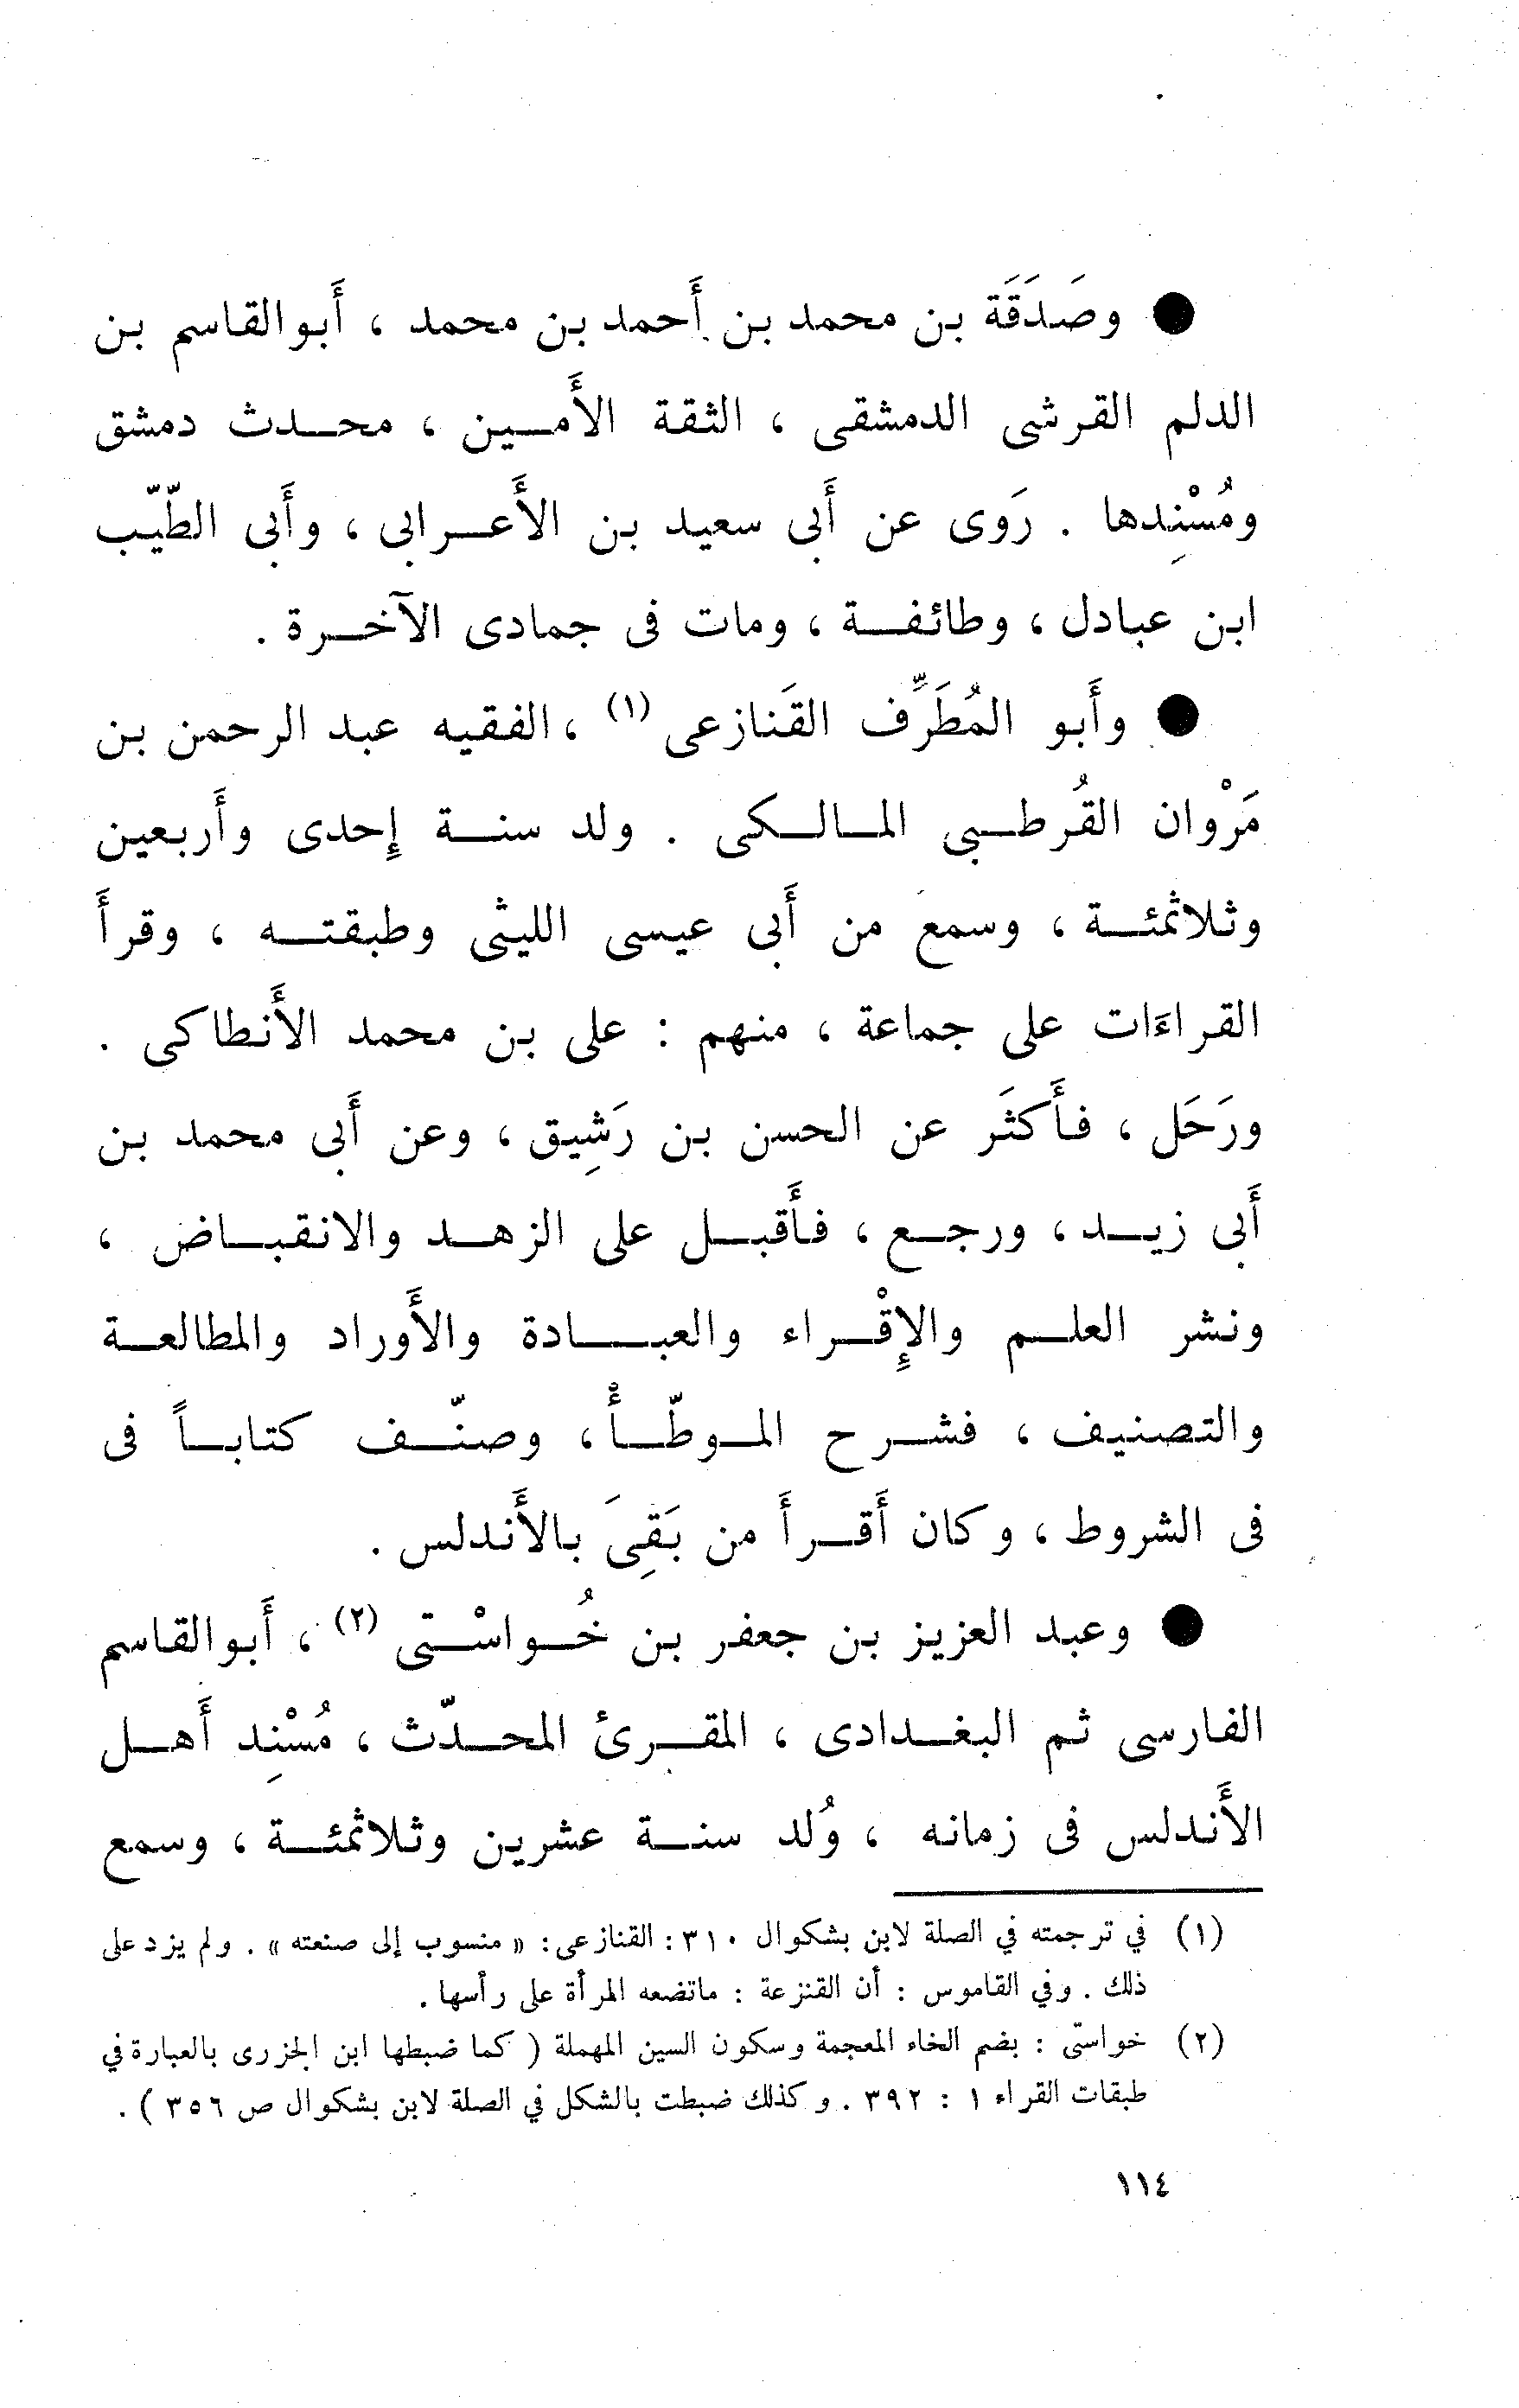 ● وصَدَقَة بن محمد بن أَحمد بن محمد ، أَبو القاسم بن
الدلم القرشى الدمشقى ، الثقة الأَمين ، محدث دمشق
ومُسْنِدها . رَوى عن أَبى سعيد بن الأَعرابى ، وأَبى الطّيّب
ابن عبادل ، وطائفة ، ومات فى جمادى الآخرة .
● وأَبو المُطَرِّف القَنازعى (١) ، الفقيه عبد الرحمن بن
مَرْوان القُرطبى المالكى . ولد سنة إِحدى وأَربعين
وثلاثمئة ، وسمع من أَبى عيسى الليثى وطبقته ، وقرأَ
القراءَات على جماعة ، منهم : على بن محمد الأَنطاكى .
ورَحَل ، فأَكثَر عن الحسن بن رَشِيق ، وعن أَبى محمد بن
أَبى زيد ، ورجع ، فأَقبل على الزهد والانقباض ،
ونشر العلم والإِقْراء والعبادة والأَوراد والمطالعة
والتصنيف ، فشرح الموطّأْ ، وصنّف كتاباً فى
فى الشروط ، وكان أَقرأَ من بَقِىَ بالأَندلس .
● وعبد العزيز بن جعفر بن خُواسْتى (٢) ، أَبو القاسم
الفارسى ثم البغدادى ، المقرئ المحدّث ، مُسْنِد أَهل
الأَندلس فى زمانه ، وُلد سنة عشرين وثلاثمئة ، وسمع
(١) في ترجمته في الصلة لابن بشكوال ٣١٠ : القنازعى : « منسوب إلى صنعته » . ولم يزد على
ذلك . وفي القاموس : أن القنزعة : ماتضعه المرأة على رأسها .
(٢) خواستى : بضم الخاء المعجمة وسكون السين المهملة ( كما ضبطها ابن الجزرى بالعبارة في
طبقات القراء ١ : ٣٩٢ . وكذلك ضبطت بالشكل في الصلة لابن بشكوال ص ٣٥٦ ) .
١١٤